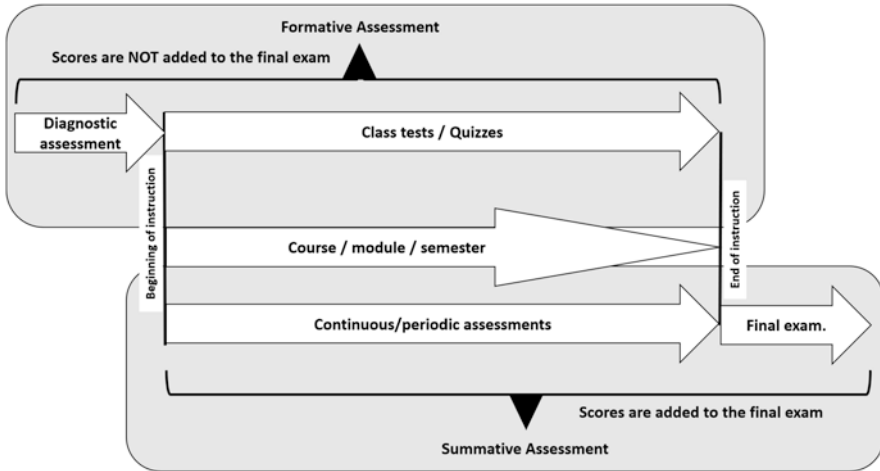 Formative Assessment
Scores are NOT added to the final exam
Diagnostic
assessment
Class tests / Quizzes
Beginning of instruction
End of instruction
Course / module / semester
Continuous/periodic assessments
Final exam.
Scores are added to the final exam
Summative Assessment